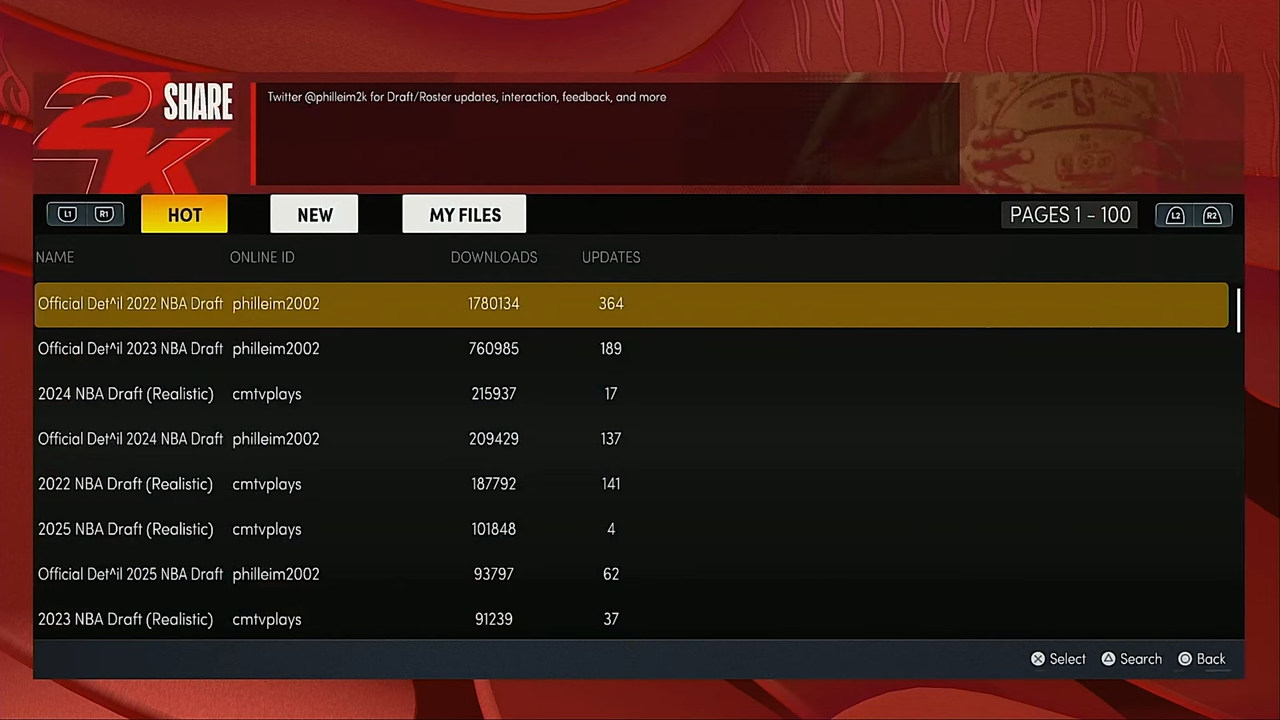 2K SHARE
Twitter @philleim2k for Draft/Roster updates, interaction, feedback, and more
L1 R1 HOT NEW MY FILES PAGES 1 - 100 L2 R2
NAME ONLINE ID DOWNLOADS UPDATES
Official Det^il 2022 NBA Draft philleim2002 1780134 364
Official Det^il 2023 NBA Draft philleim2002 760985 189
2024 NBA Draft (Realistic) cmtvplays 215937 17
Official Det^il 2024 NBA Draft philleim2002 209429 137
2022 NBA Draft (Realistic) cmtvplays 187792 141
2025 NBA Draft (Realistic) cmtvplays 101848 4
Official Det^il 2025 NBA Draft philleim2002 93797 62
2023 NBA Draft (Realistic) cmtvplays 91239 37
Select Search Back